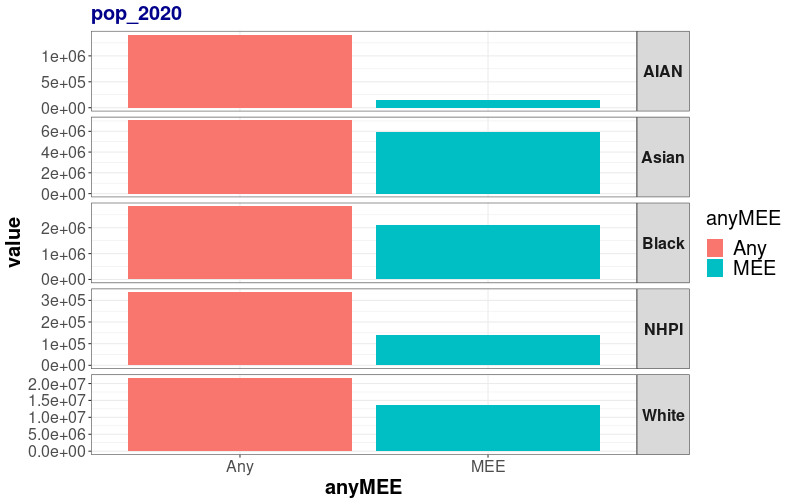 pop_2020
value
1e+06
5e+05
0e+00
AIAN
6e+06
4e+06
2e+06
0e+00
Asian
2e+06
1e+06
0e+00
Black
3e+05
2e+05
1e+05
0e+00
NHPI
2.0e+07
1.5e+07
1.0e+07
5.0e+06
0.0e+00
White
Any MEE
anyMEE
anyMEE
Any
MEE